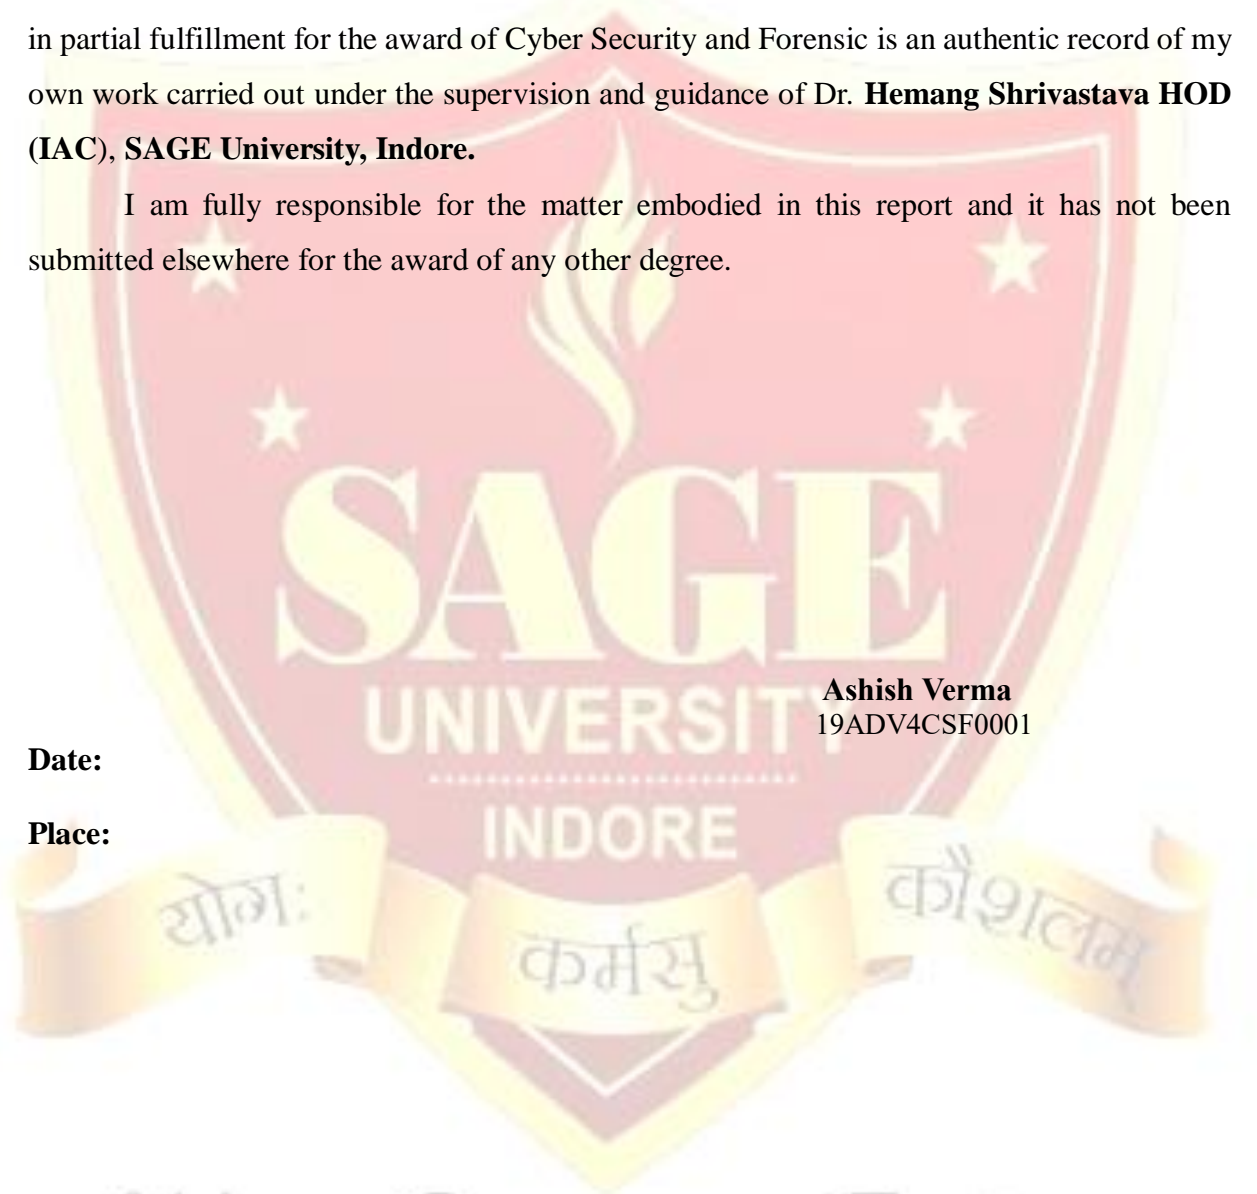 in partial fulfillment for the award of Cyber Security and Forensic is an authentic record of my
own work carried out under the supervision and guidance of Dr. Hemang Shrivastava HOD
(IAC), SAGE University, Indore.
I am fully responsible for the matter embodied in this report and it has not been
submitted elsewhere for the award of any other degree.
SAGE
Ashish Verma
UNIVERSITY
19ADV4CSF0001
Date:
INDORE
Place:
योगः कर्मसु कौशलम्